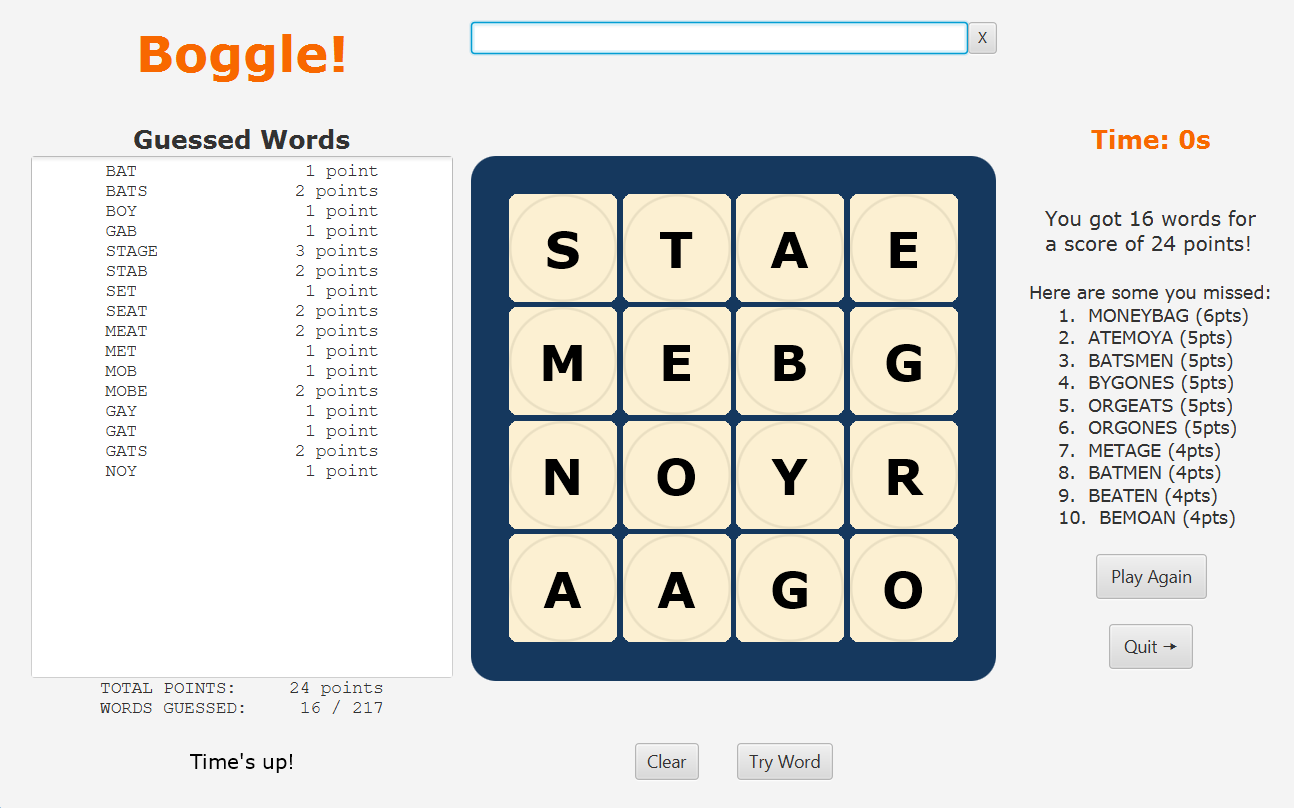 Boggle!
X
Guessed Words
BAT 1 point
BATS 2 points
BOY 1 point
GAB 1 point
STAGE 3 points
STAB 2 points
SET 1 point
SEAT 2 points
MEAT 2 points
MET 1 point
MOB 1 point
MOBE 2 points
GAY 1 point
GAT 1 point
GATS 2 points
NOY 1 point
TOTAL POINTS: 24 points
WORDS GUESSED: 16 / 217
Time's up!
S T A E
M E B G
N O Y R
A A G O
Clear Try Word
Time: 0s
You got 16 words for
a score of 24 points!
Here are some you missed:
1. MONEYBAG (6pts)
2. ATEMOYA (5pts)
3. BATSMEN (5pts)
4. BYGONES (5pts)
5. ORGEATS (5pts)
6. ORGONES (5pts)
7. METAGE (4pts)
8. BATMEN (4pts)
9. BEATEN (4pts)
10. BEMOAN (4pts)
Play Again
Quit →